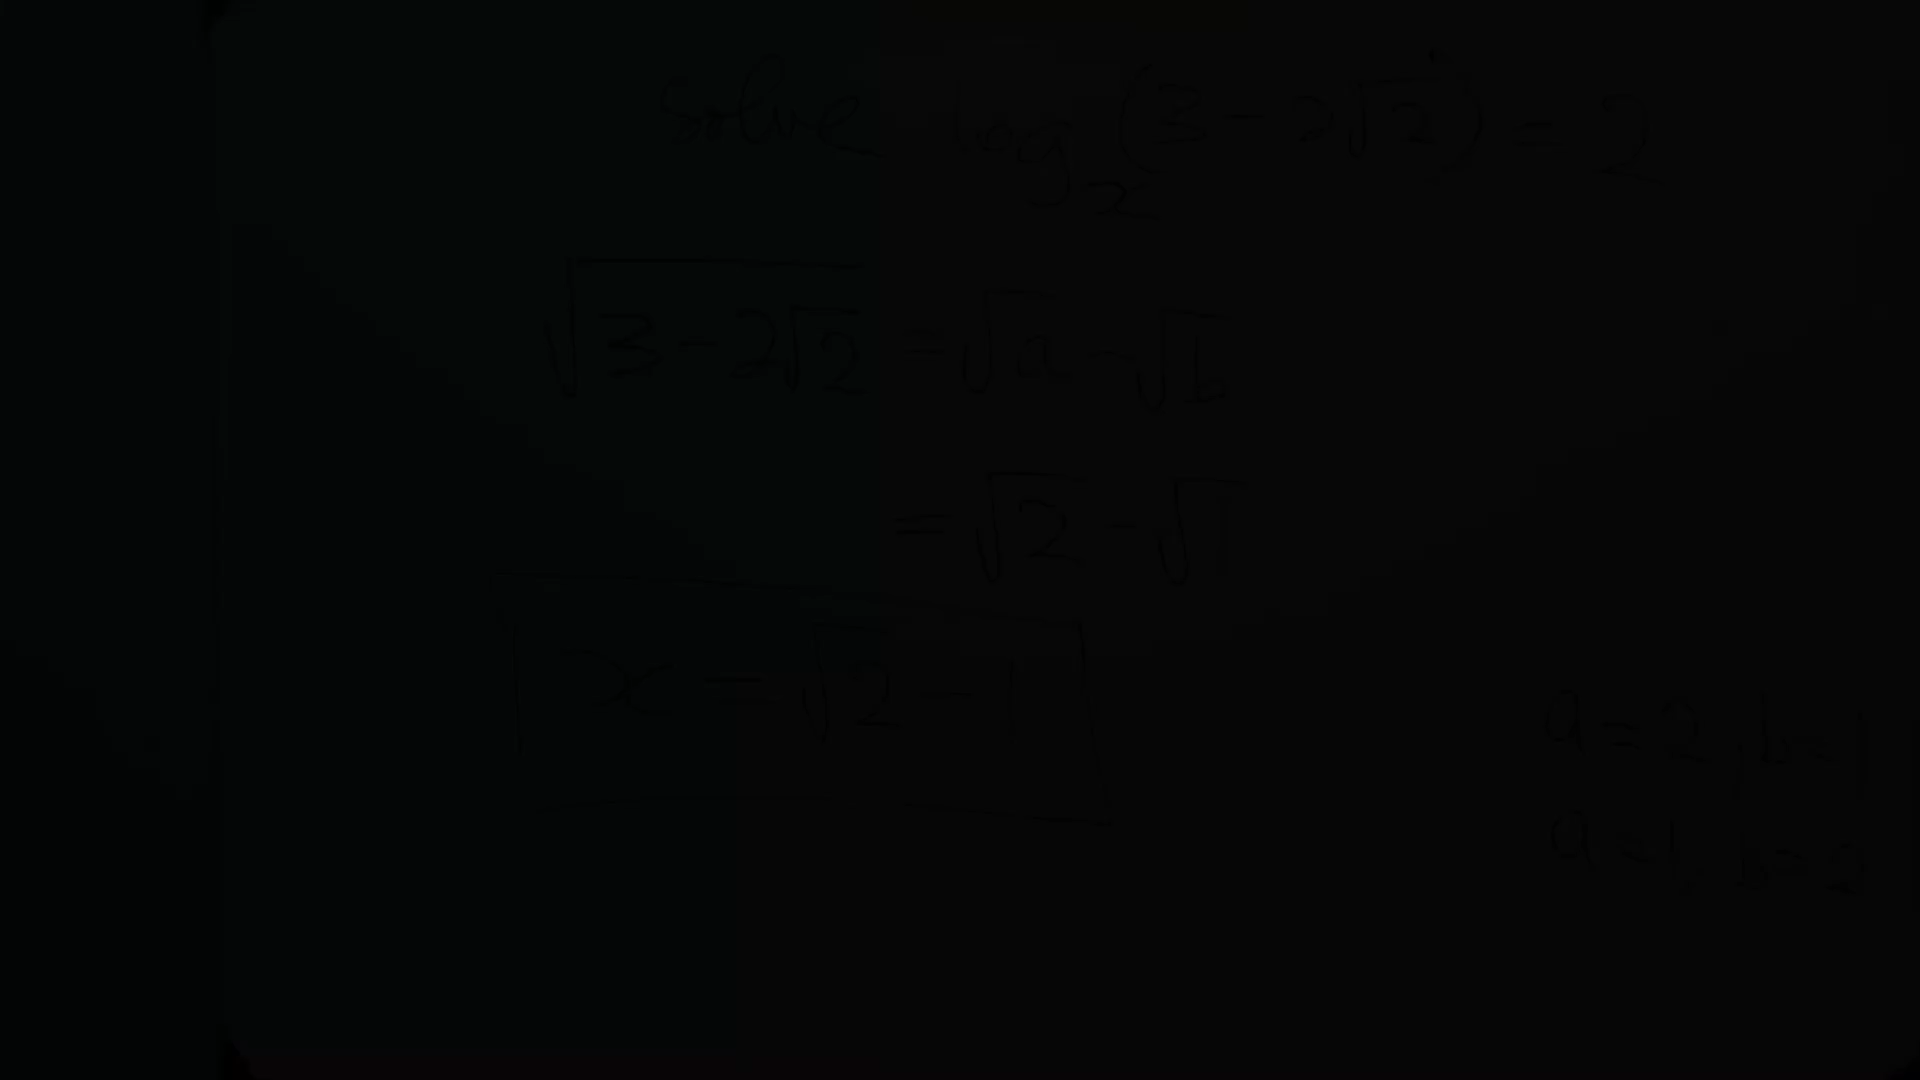 Solve log_x (3 - 2√2) = 2
√(3 - 2√2) = √a - √b
= √2 - √1
x = √2 - 1
a = 2, b = 1
a = 1, b = 2